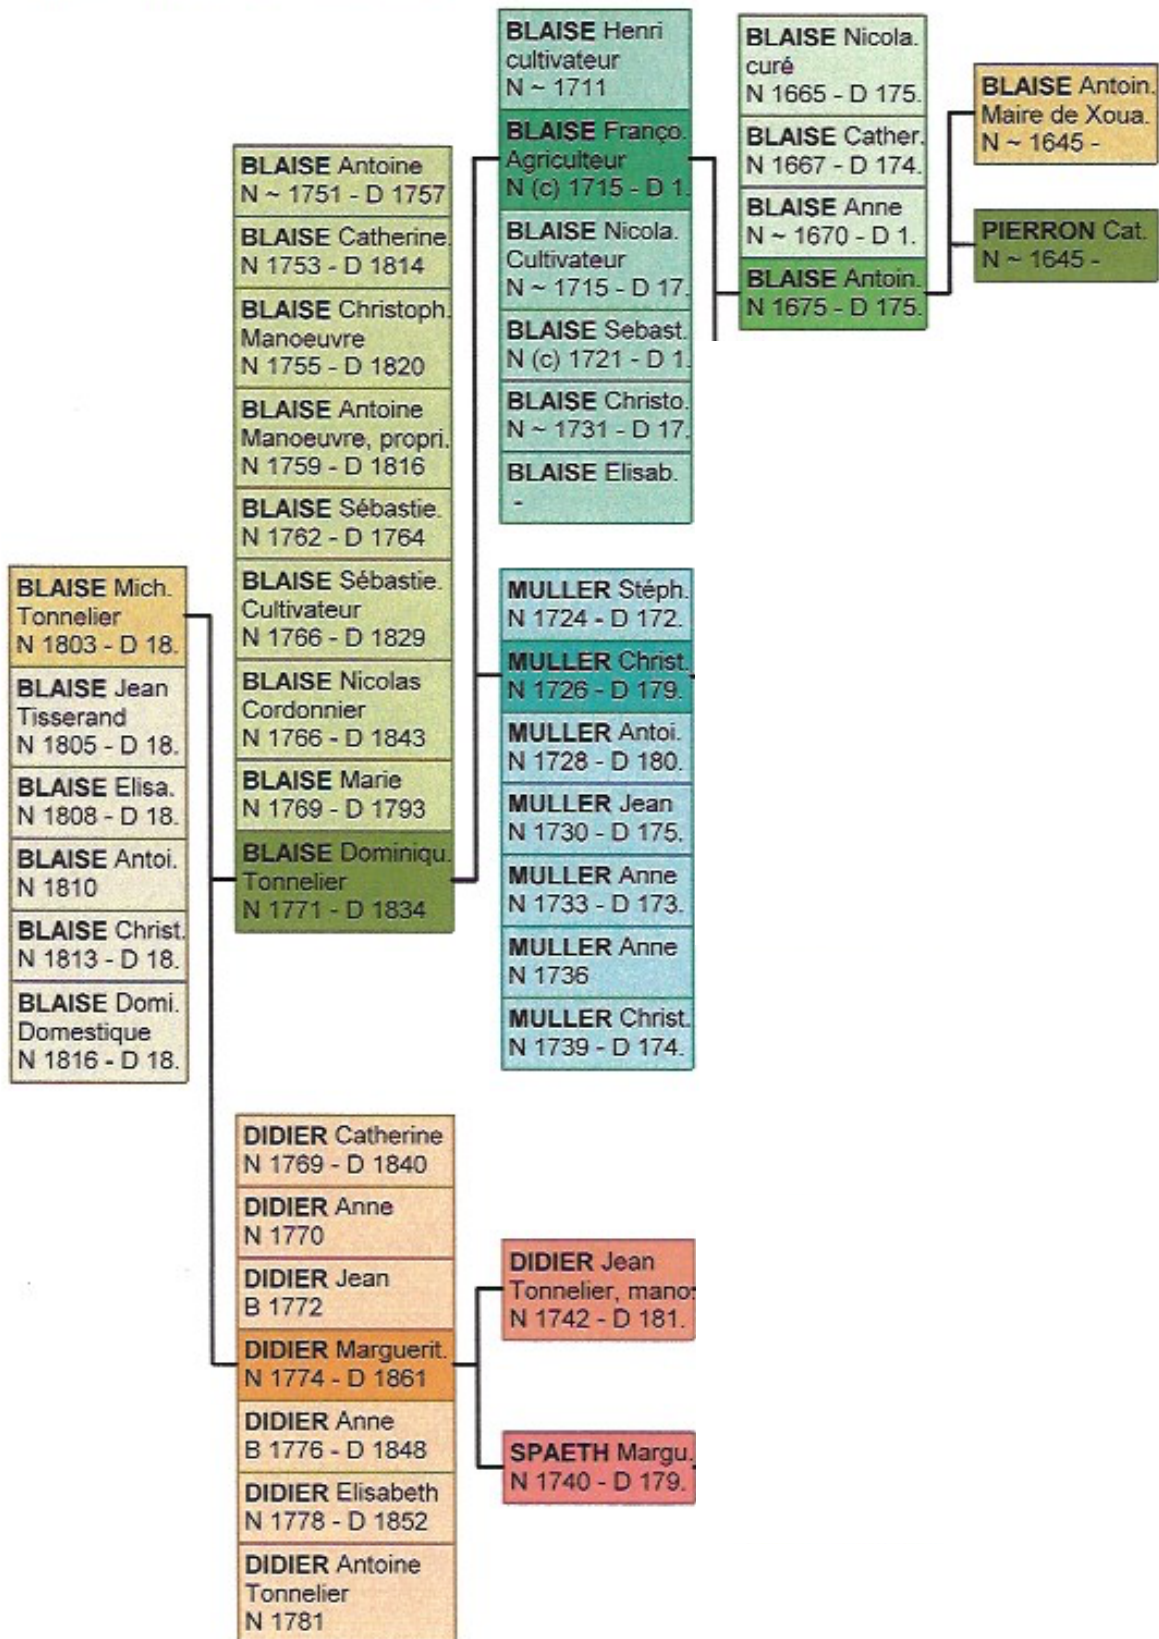 BLAISE Mich.
Tonnelier
N 1803 - D 18.
BLAISE Jean
Tisserand
N 1805 - D 18.
BLAISE Elisa.
N 1808 - D 18.
BLAISE Antoi.
N 1810
BLAISE Christ.
N 1813 - D 18.
BLAISE Domi.
Domestique
N 1816 - D 18.
BLAISE Antoine
N ~ 1751 - D 1757
BLAISE Catherine.
N 1753 - D 1814
BLAISE Christoph.
Manoeuvre
N 1755 - D 1820
BLAISE Antoine
Manoeuvre, propri.
N 1759 - D 1816
BLAISE Sébastie.
N 1762 - D 1764
BLAISE Sébastie.
Cultivateur
N 1766 - D 1829
BLAISE Nicolas
Cordonnier
N 1766 - D 1843
BLAISE Marie
N 1769 - D 1793
BLAISE Dominiqu.
Tonnelier
N 1771 - D 1834
DIDIER Catherine
N 1769 - D 1840
DIDIER Anne
N 1770
DIDIER Jean
B 1772
DIDIER Marguerit.
N 1774 - D 1861
DIDIER Anne
B 1776 - D 1848
DIDIER Elisabeth
N 1778 - D 1852
DIDIER Antoine
Tonnelier
N 1781
BLAISE Henri
cultivateur
N ~ 1711
BLAISE Franço.
Agriculteur
N (c) 1715 - D 1.
BLAISE Nicola.
Cultivateur
N ~ 1715 - D 17.
BLAISE Sebast.
N (c) 1721 - D 1.
BLAISE Christo.
N ~ 1731 - D 17.
BLAISE Elisab.
-
MULLER Stéph.
N 1724 - D 172.
MULLER Christ.
N 1726 - D 179.
MULLER Antoi.
N 1728 - D 180.
MULLER Jean
N 1730 - D 175.
MULLER Anne
N 1733 - D 173.
MULLER Anne
N 1736
MULLER Christ.
N 1739 - D 174.
DIDIER Jean
Tonnelier, mano
N 1742 - D 181.
SPAETH Margu.
N 1740 - D 179.
BLAISE Nicola.
curé
N 1665 - D 175.
BLAISE Cather.
N 1667 - D 174.
BLAISE Anne
N ~ 1670 - D 1.
BLAISE Antoin.
N 1675 - D 175.
BLAISE Antoin.
Maire de Xoua.
N ~ 1645 -
PIERRON Cat.
N ~ 1645 -